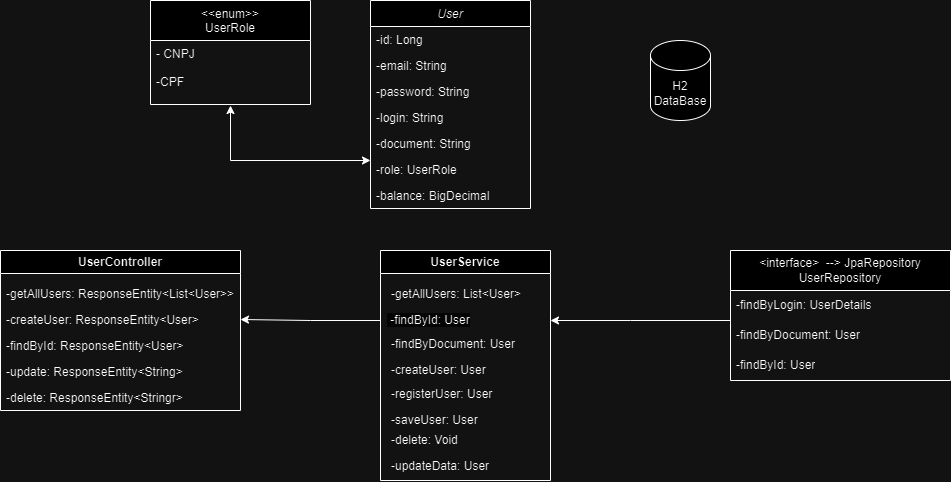 <<enum>>
UserRole
- CNPJ
-CPF
User
-id: Long
-email: String
-password: String
-login: String
-document: String
-role: UserRole
-balance: BigDecimal
H2
DataBase
UserController
-getAllUsers: ResponseEntity<List<User>>
-createUser: ResponseEntity<User>
-findById: ResponseEntity<User>
-update: ResponseEntity<String>
-delete: ResponseEntity<Stringr>
UserService
-getAllUsers: List<User>
-findById: User
-findByDocument: User
-createUser: User
-registerUser: User
-saveUser: User
-delete: Void
-updateData: User
<interface> --> JpaRepository
UserRepository
-findByLogin: UserDetails
-findByDocument: User
-findById: User